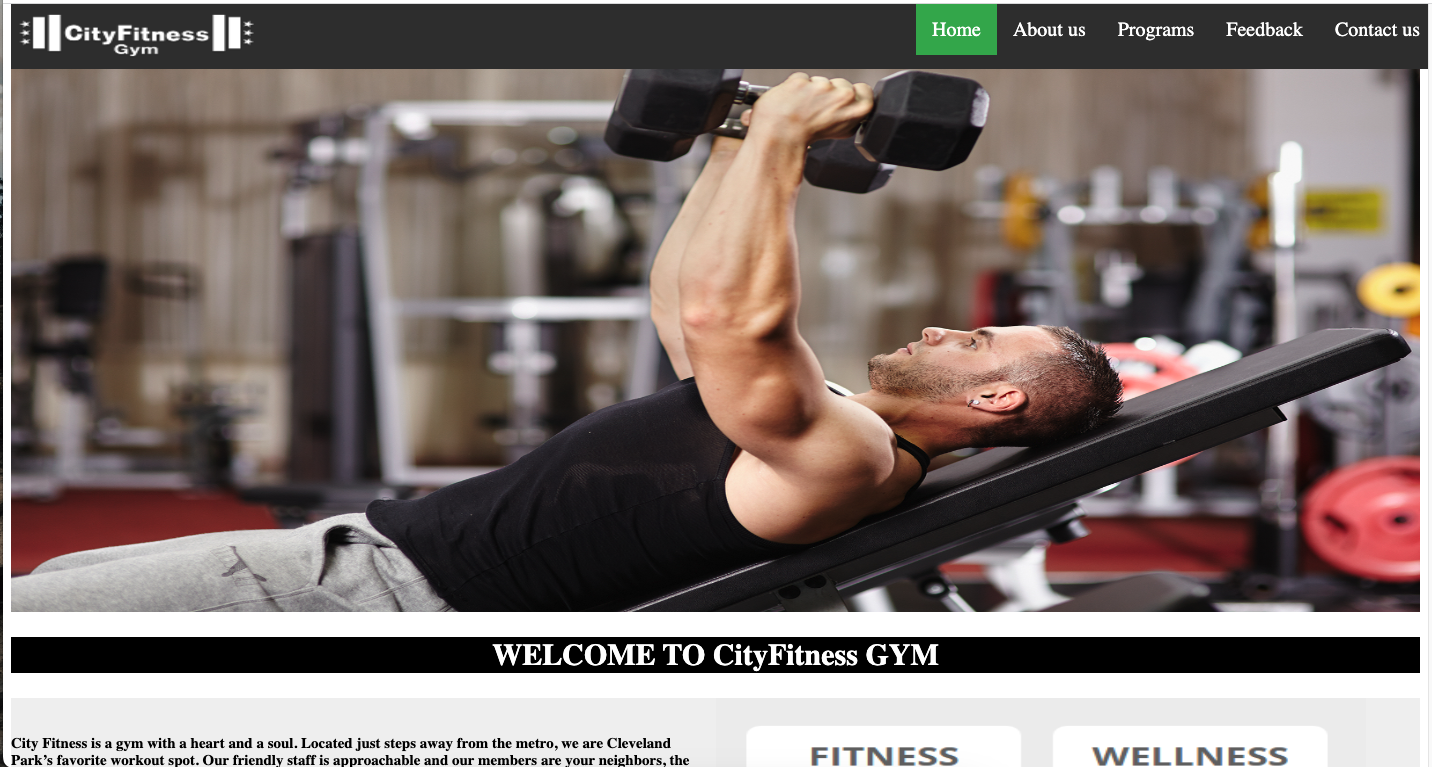 CityFitness
Gym
Home About us Programs Feedback Contact us
WELCOME TO CityFitness GYM
City Fitness is a gym with a heart and a soul. Located just steps away from the metro, we are Cleveland
Park’s favorite workout spot. Our friendly staff is approachable and our members are your neighbors, the
FITNESS
WELLNESS